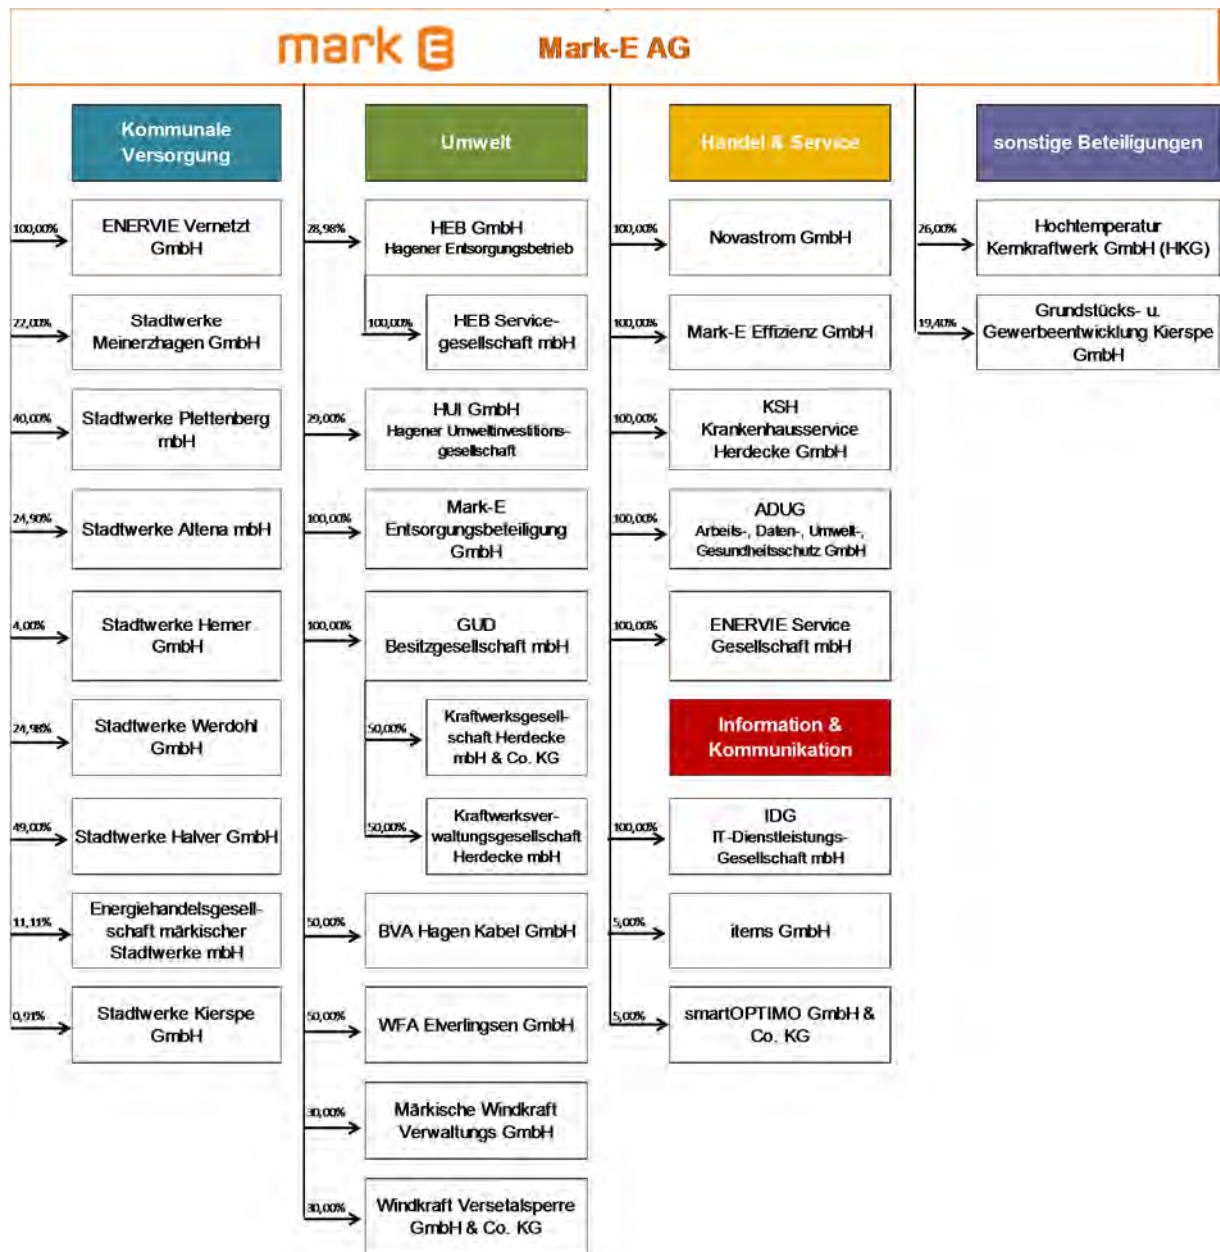 mark E
Mark-E AG
Kommunale
Versorgung
100,00%
ENERVIE Vernetzt
GmbH
22,00%
Stadtwerke
Meinerzhagen GmbH
40,00%
Stadtwerke Plettenberg
mbH
24,90%
Stadtwerke Altena mbH
4,00%
Stadtwerke Hemer
GmbH
24,98%
Stadtwerke Werdohl
GmbH
49,00%
Stadtwerke Halver GmbH
11,11%
Energiehandelsgesell-
schaft märkischer
Stadtwerke mbH
0,91%
Stadtwerke Kierspe
GmbH
Umwelt
28,98%
HEB GmbH
Hagener Entsorgungsbetrieb
100,00%
HEB Service-
gesellschaft mbH
29,00%
HUI GmbH
Hagener Umweltinvestitions-
gesellschaft
100,00%
Mark-E
Entsorgungsbeteiligung
GmbH
100,00%
GUD
Besitzgesellschaft mbH
50,00%
Kraftwerksgesell-
schaft Herdecke
mbH & Co. KG
50,00%
Kraftwerksver-
waltungsgesellschaft
Herdecke mbH
50,00%
BVA Hagen Kabel GmbH
50,00%
WFA Elverlingsen GmbH
30,00%
Märkische Windkraft
Verwaltungs GmbH
30,00%
Windkraft Versetalsperre
GmbH & Co. KG
Handel & Service
100,00%
Novastrom GmbH
100,00%
Mark-E Effizienz GmbH
100,00%
KSH
Krankenhausservice
Herdecke GmbH
100,00%
ADUG
Arbeits-, Daten-, Umwelt-,
Gesundheitsschutz GmbH
100,00%
ENERVIE Service
Gesellschaft mbH
Information &
Kommunikation
100,00%
IDG
IT-Dienstleistungs-
Gesellschaft mbH
5,00%
items GmbH
5,00%
smartOPTIMO GmbH &
Co. KG
sonstige Beteiligungen
26,00%
Hochtemperatur
Kernkraftwerk GmbH (HKG)
19,40%
Grundstücks- u.
Gewerbeentwicklung Kierspe
GmbH